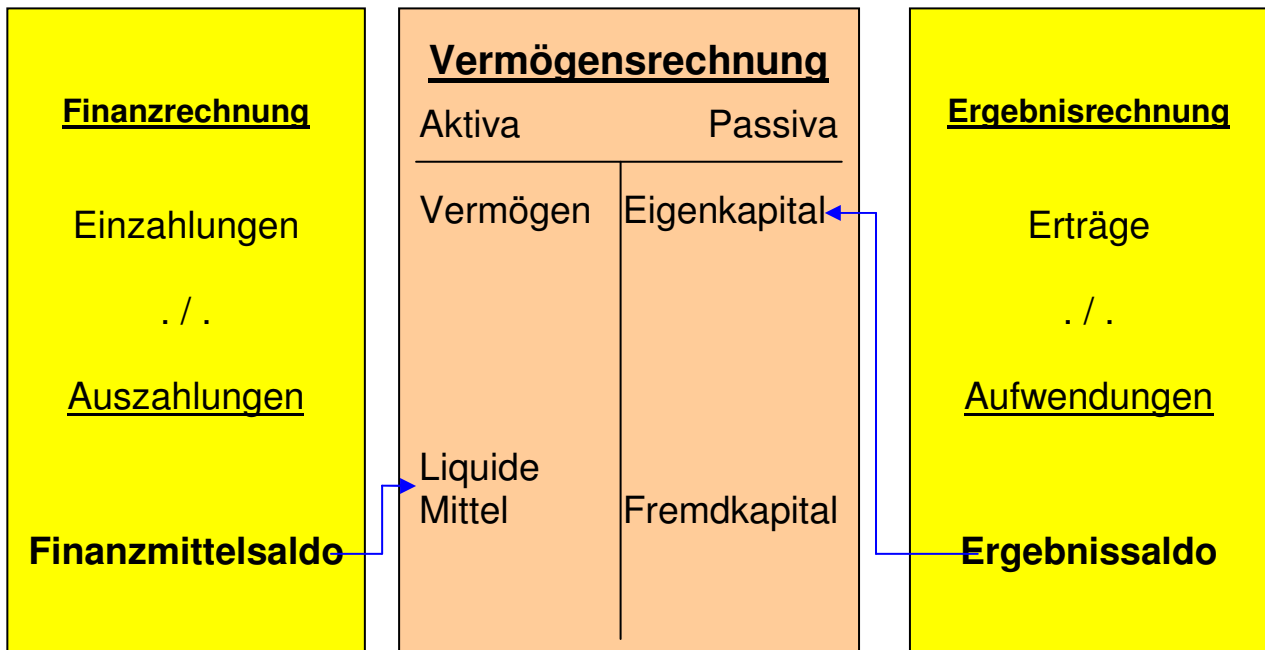 Finanzrechnung
Einzahlungen
. / .
Auszahlungen
Finanzmittelsaldo
Vermögensrechnung
Aktiva Passiva
Vermögen Eigenkapital
Liquide
Mittel Fremdkapital
Ergebnisrechnung
Erträge
. / .
Aufwendungen
Ergebnissaldo